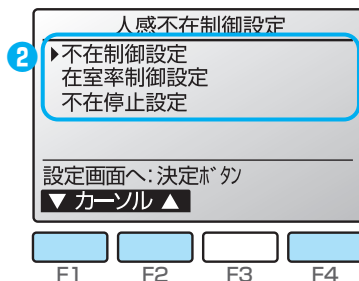 人感不在制御設定
2
▶不在制御設定
在室率制御設定
不在停止設定
設定画面へ:決定ボタン
▼ カーソル ▲
F1 F2 F3 F4